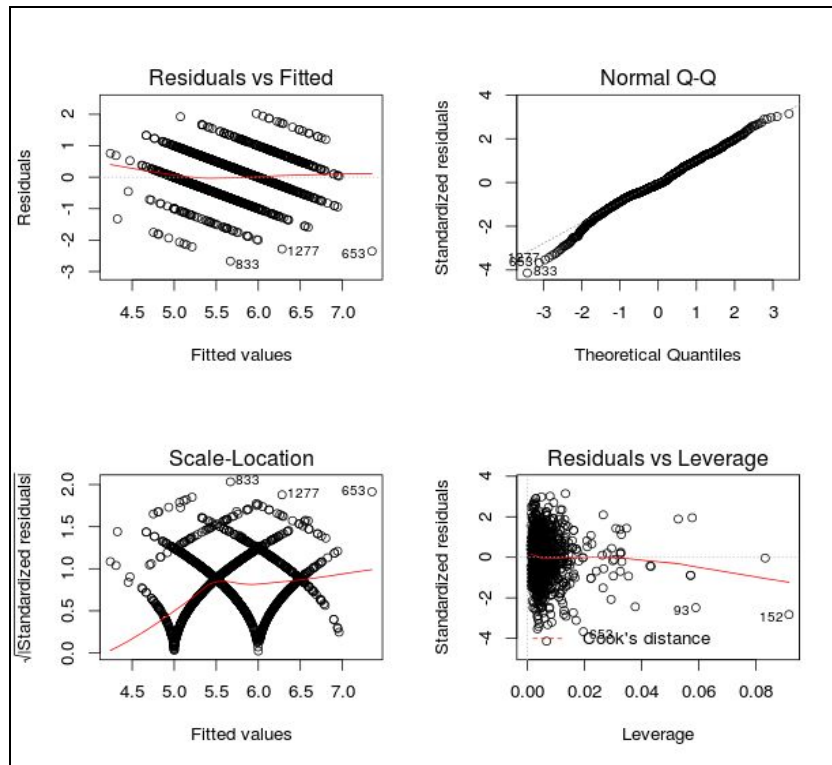 Residuals vs Fitted
Residuals
2
1
0
-1
-2
-3
1277
653
833
4.5 5.0 5.5 6.0 6.5 7.0
Fitted values
Normal Q-Q
Standardized residuals
4
2
0
-2
-4
1277
653
833
-3 -2 -1 0 1 2 3
Theoretical Quantiles
Scale-Location
√|Standardized residuals|
2.0
1.5
1.0
0.5
0.0
833
1277
653
4.5 5.0 5.5 6.0 6.5 7.0
Fitted values
Residuals vs Leverage
Standardized residuals
4
2
0
-2
-4
93
152
653
Cook's distance
0.00 0.02 0.04 0.06 0.08
Leverage